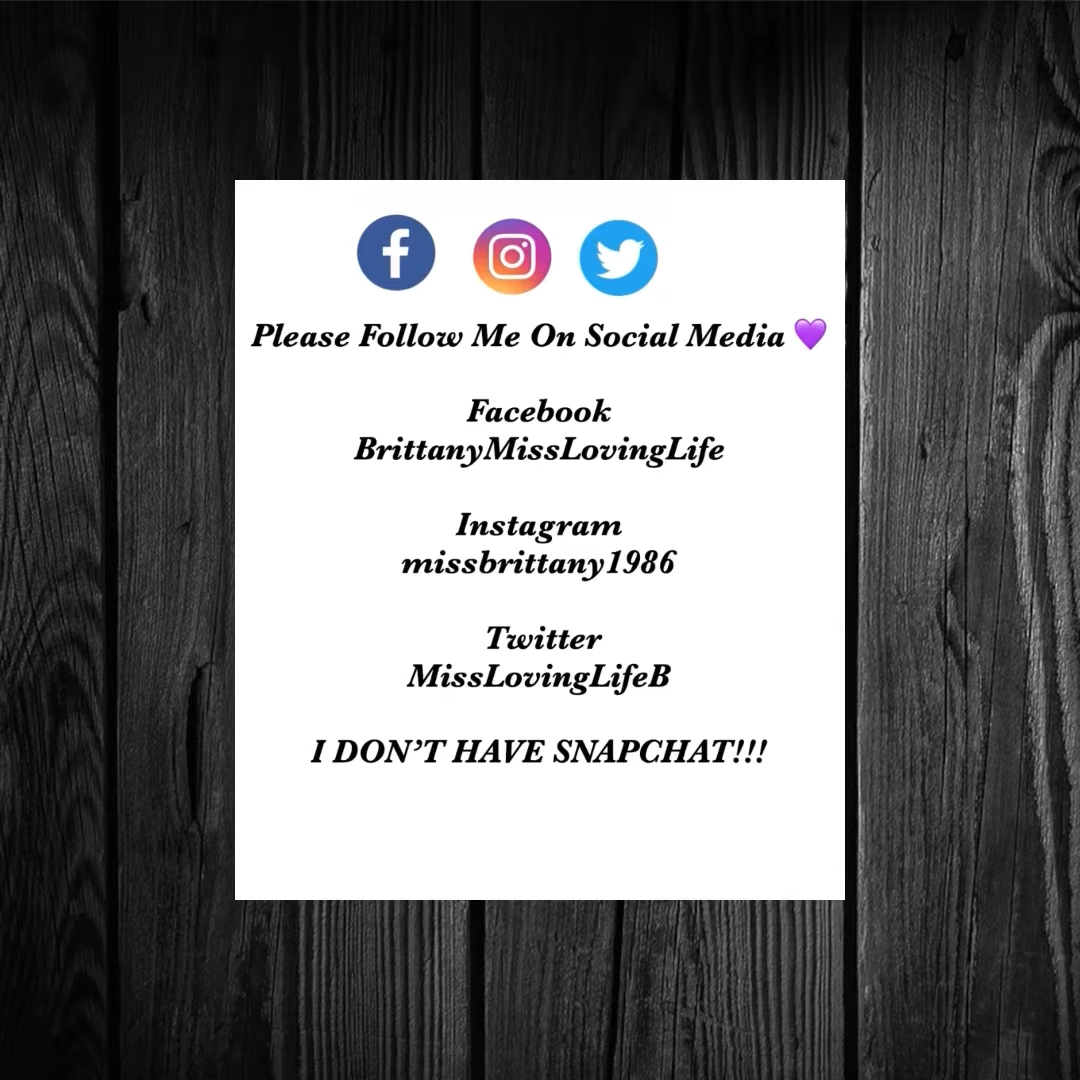 Please Follow Me On Social Media 💜
Facebook
BrittanyMissLovingLife
Instagram
missbrittany1986
Twitter
MissLovingLifeB
I DON’T HAVE SNAPCHAT!!!